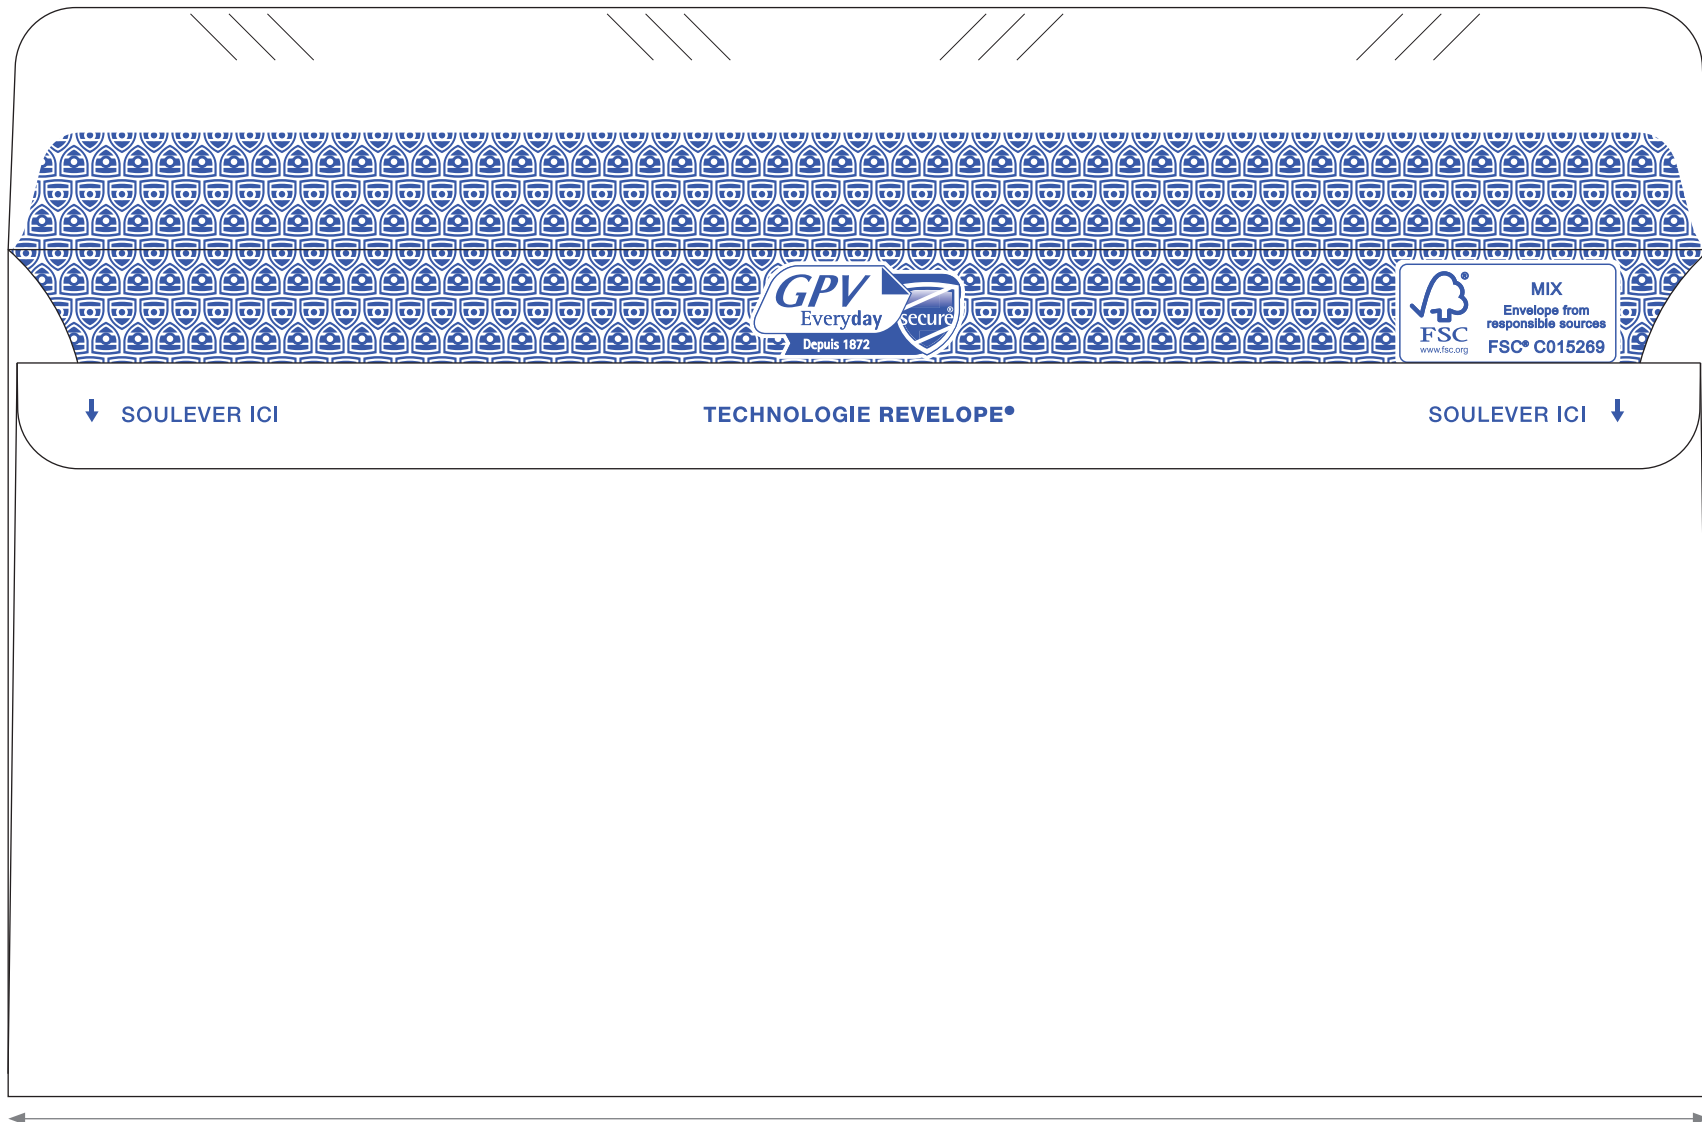 GPV
Everyday
secure®
Depuis 1872
®
FSC
www.fsc.org
MIX
Envelope from
responsible sources
FSC® C015269
SOULEVER ICI
TECHNOLOGIE REVELOPE®
SOULEVER ICI